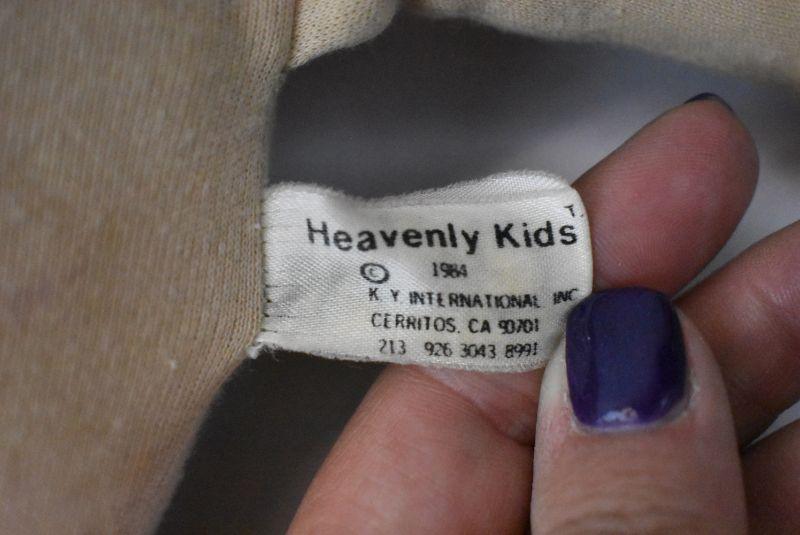 Heavenly Kids T.
© 1984
K Y INTERNATIONAL INC
CERRITOS, CA 90701
213 926 3043 8991